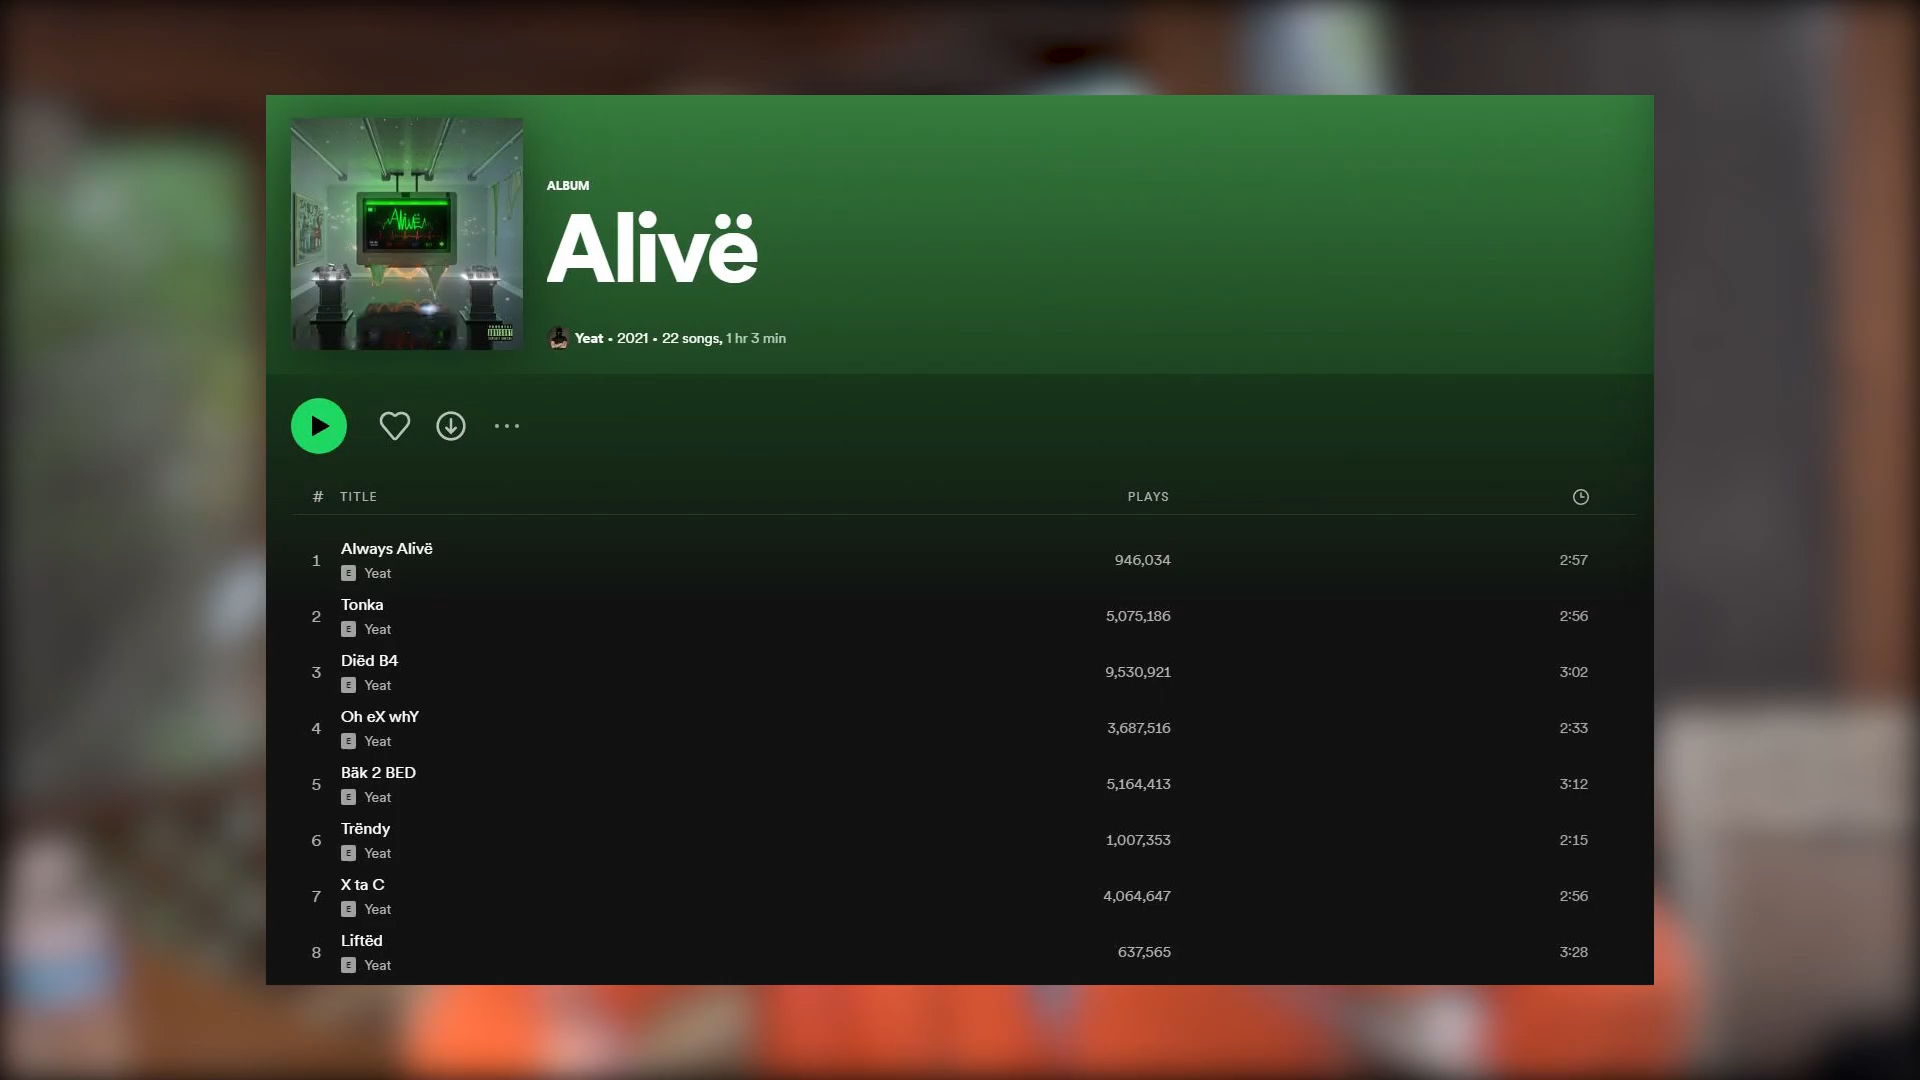 ALBUM
Alivë
Yeat • 2021 • 22 songs, 1 hr 3 min
# TITLE PLAYS
1 Always Alivë 946,034 2:57
E Yeat
2 Tonka 5,075,186 2:56
E Yeat
3 Diëd B4 9,530,921 3:02
E Yeat
4 Oh eX whY 3,687,516 2:33
E Yeat
5 Bäk 2 BED 5,164,413 3:12
E Yeat
6 Trëndy 1,007,353 2:15
E Yeat
7 X ta C 4,064,647 2:56
E Yeat
8 Liftëd 637,565 3:28
E Yeat